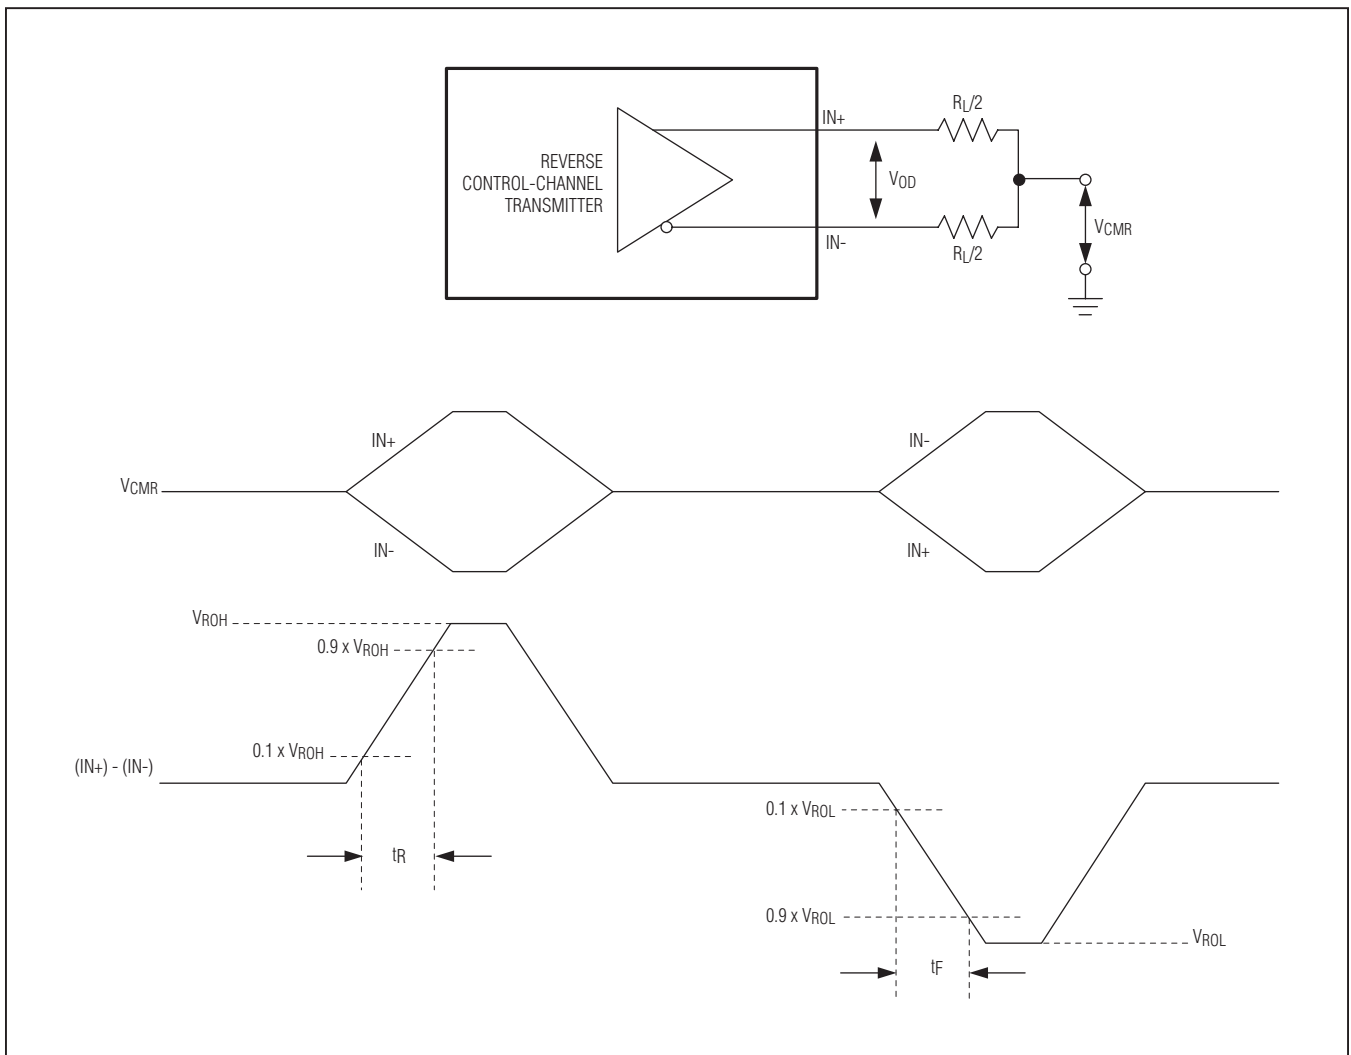 REVERSE
CONTROL-CHANNEL
TRANSMITTER
IN+
IN-
VOD
RL/2
RL/2
VCMR
VCMR
IN+
IN-
IN-
IN+
VROH
0.9 x VROH
0.1 x VROH
(IN+) - (IN-)
tR
0.1 x VROL
0.9 x VROL
VROL
tF